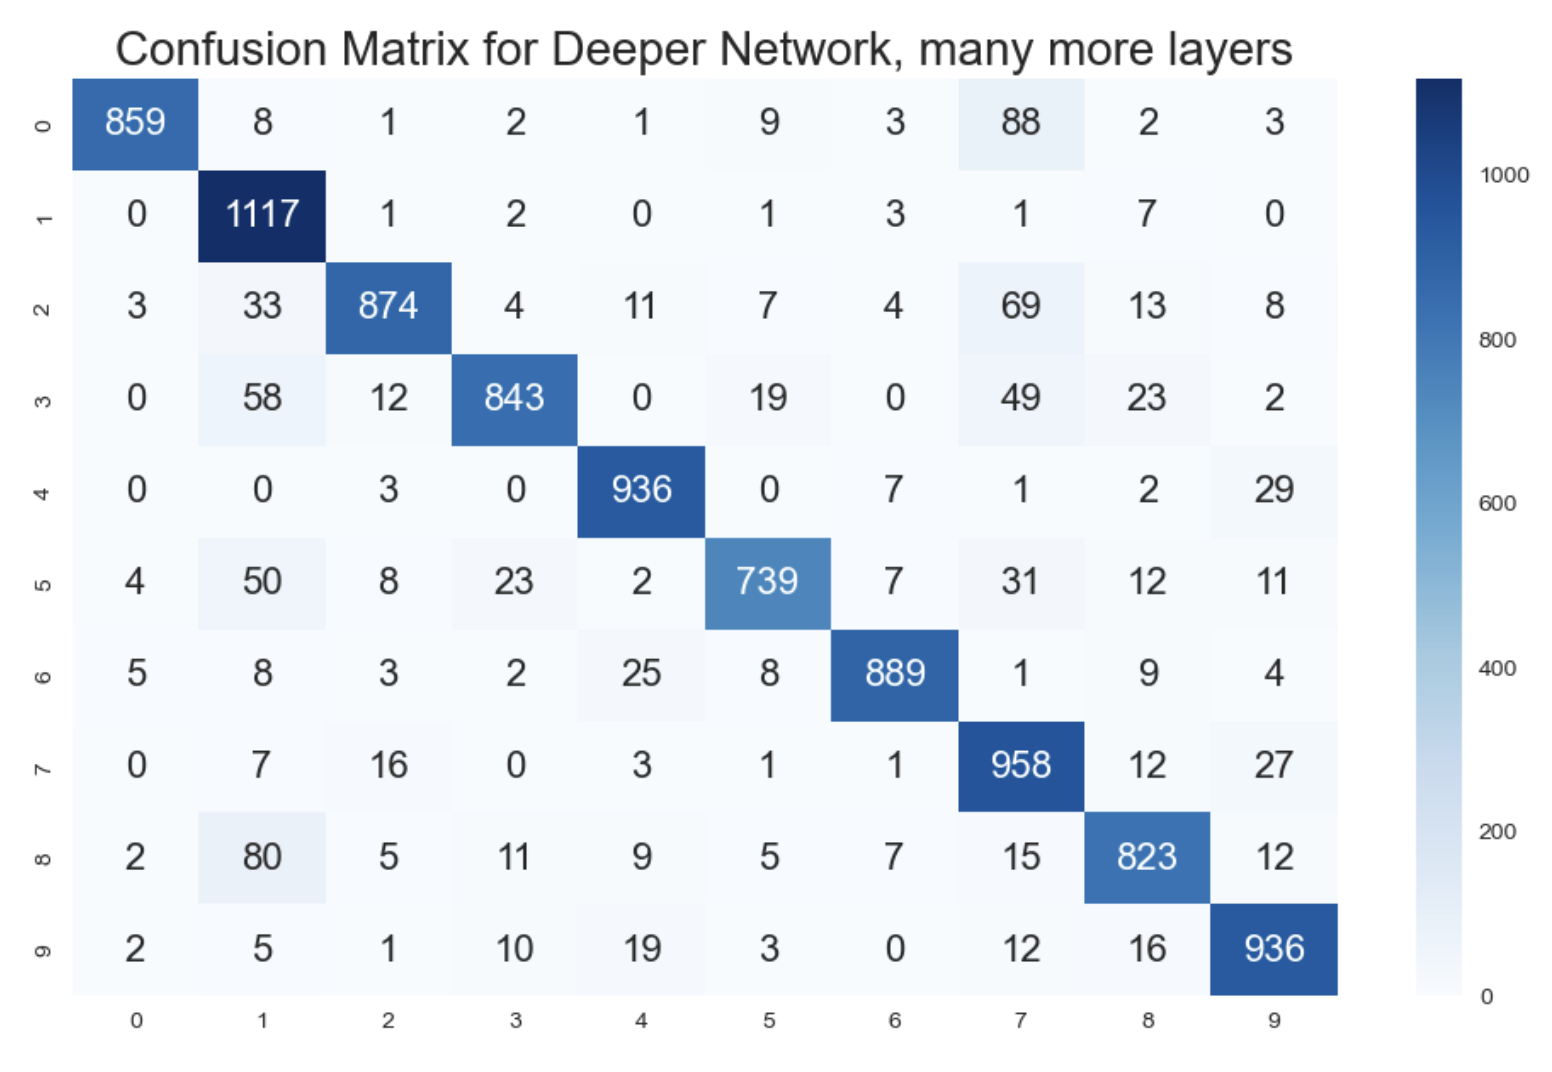 Confusion Matrix for Deeper Network, many more layers
0 859 8 1 2 1 9 3 88 2 3
1 0 1117 1 2 0 1 3 1 7 0
2 3 33 874 4 11 7 4 69 13 8
3 0 58 12 843 0 19 0 49 23 2
4 0 0 3 0 936 0 7 1 2 29
5 4 50 8 23 2 739 7 31 12 11
6 5 8 3 2 25 8 889 1 9 4
7 0 7 16 0 3 1 1 958 12 27
8 2 80 5 11 9 5 7 15 823 12
9 2 5 1 10 19 3 0 12 16 936
0 1 2 3 4 5 6 7 8 9
1000
800
600
400
200
0